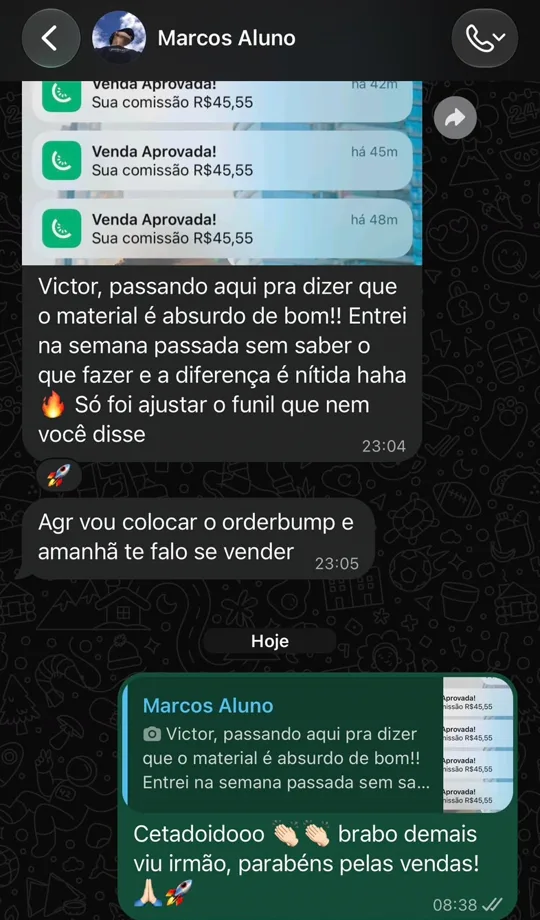 Marcos Aluno
Venda Aprovada!
há 42m
Sua comissão R$45,55
Venda Aprovada!
há 45m
Sua comissão R$45,55
Venda Aprovada!
há 48m
Sua comissão R$45,55
Victor, passando aqui pra dizer que
o material é absurdo de bom!! Entrei
na semana passada sem saber o
que fazer e a diferença é nítida haha
🔥 Só foi ajustar o funil que nem
você disse
23:04
🚀
Agr vou colocar o orderbump e
amanhã te falo se vender
23:05
Hoje
Marcos Aluno
Victor, passando aqui pra dizer
que o material é absurdo de bom!!
Entrei na semana passada sem sa...
Aprovada!
nissão R$45,55
Aprovada!
nissão R$45,55
Aprovada!
missão R$45,55
Aprovada!
missão R$45,55
Cetadoidooo 👏🏻👏🏻 brabo demais
viu irmão, parabéns pelas vendas!
🙏🏻🚀
08:38